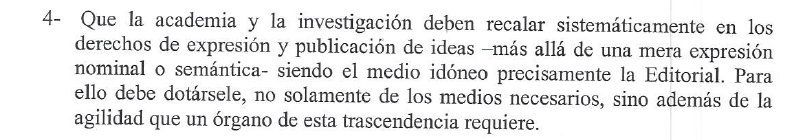 4- Que la academia y la investigación deben recalar sistemáticamente en los
derechos de expresión y publicación de ideas –más allá de una mera expresión
nominal o semántica- siendo el medio idóneo precisamente la Editorial. Para
ello debe dotársele, no solamente de los medios necesarios, sino además de la
agilidad que un órgano de esta trascendencia requiere.